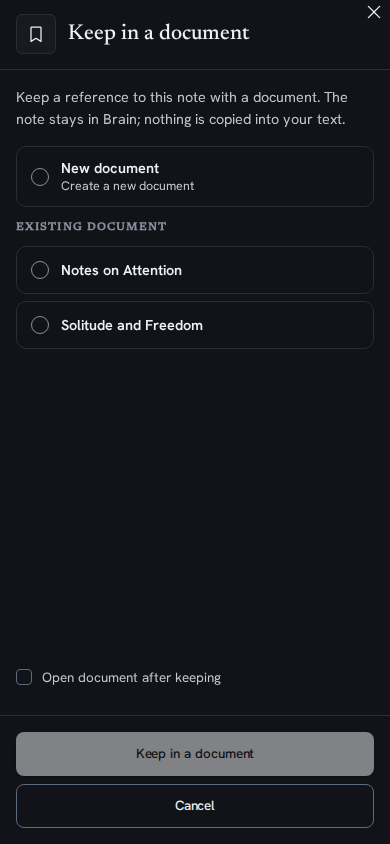 Keep in a document
Keep a reference to this note with a document. The
note stays in Brain; nothing is copied into your text.
New document
Create a new document
EXISTING DOCUMENT
Notes on Attention
Solitude and Freedom
Open document after keeping
Keep in a document
Cancel